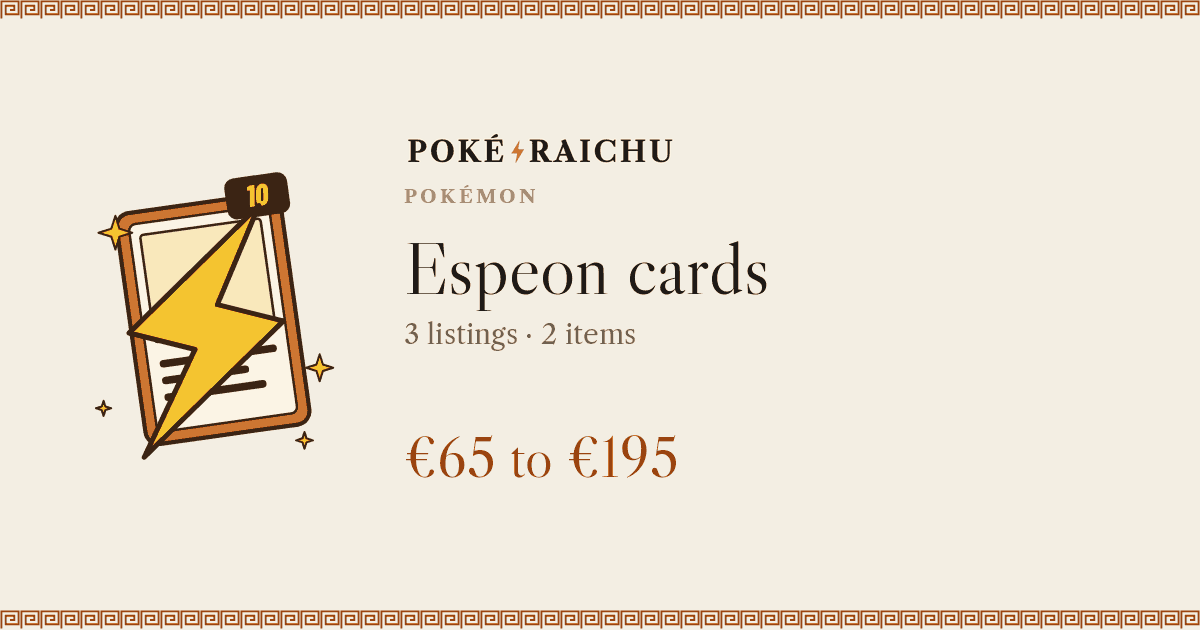 10
POKÉ RAICHU
POKÉMON
Espeon cards
3 listings · 2 items
€65 to €195